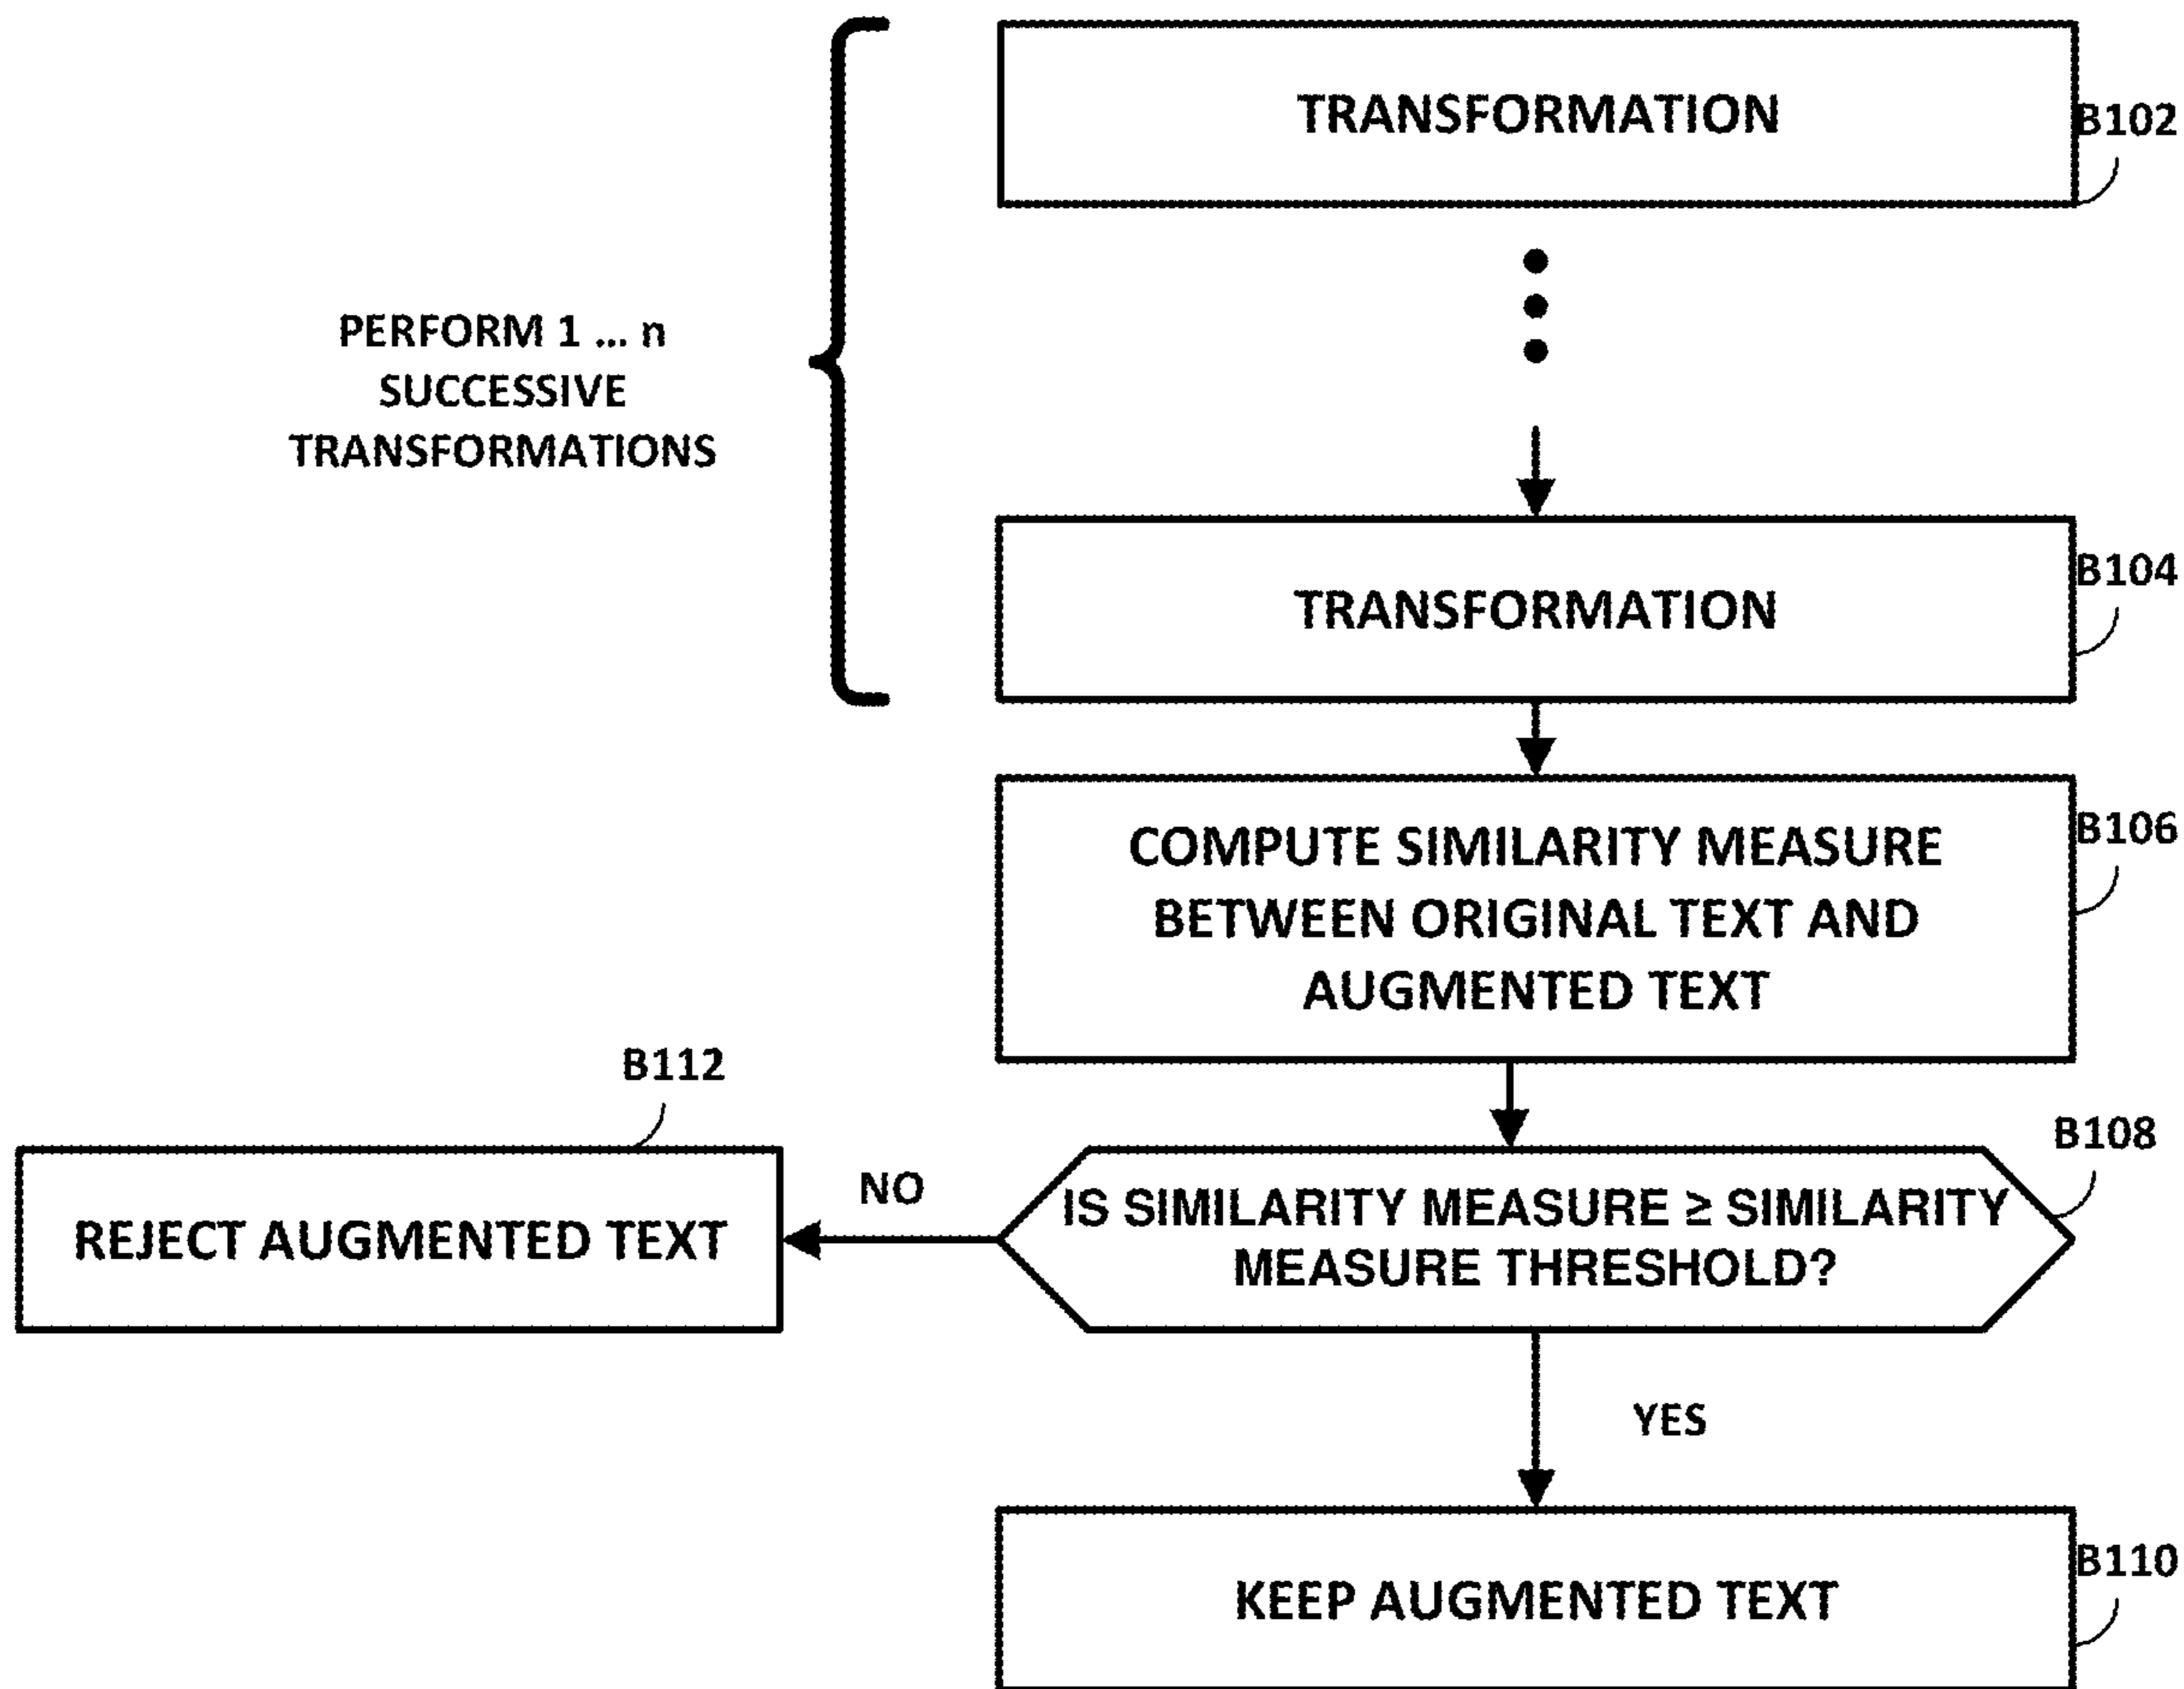 TRANSFORMATION
B102
PERFORM 1 ... n
SUCCESSIVE
TRANSFORMATIONS
B104
TRANSFORMATION
B106
COMPUTE SIMILARITY MEASURE
BETWEEN ORIGINAL TEXT AND
AUGMENTED TEXT
B112
B108
REJECT AUGMENTED TEXT
NO
IS SIMILARITY MEASURE ≥ SIMILARITY
MEASURE THRESHOLD?
YES
B110
KEEP AUGMENTED TEXT